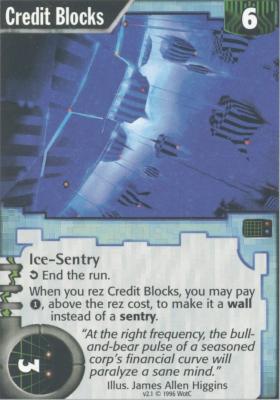 Credit Blocks
6
Ice-Sentry
End the run.
When you rez Credit Blocks, you may pay
1, above the rez cost, to make it a wall
instead of a sentry.
"At the right frequency, the bull-
and-bear pulse of a seasoned
corp's financial curve will
paralyze a sane mind."
Illus. James Allen Higgins
v2.1 © 1996 WotC
3